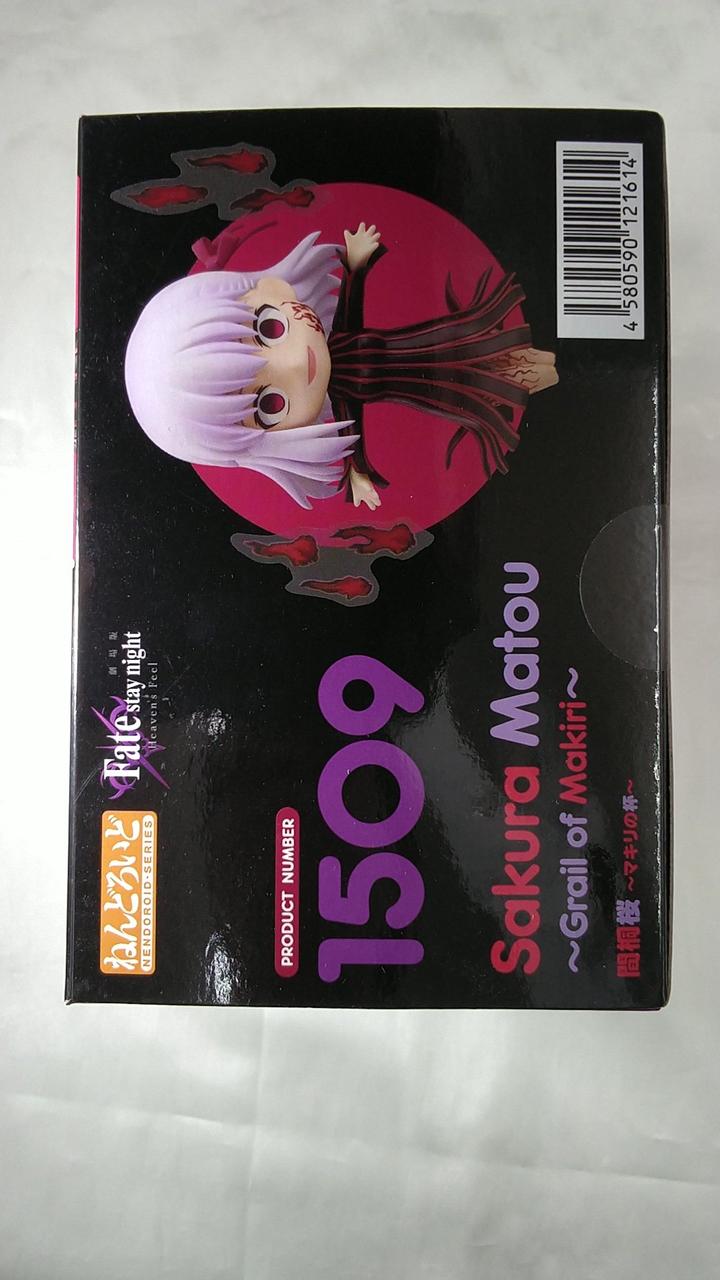 ねんどろいど
NENDOROID·SERIES
劇場版
Fate stay night
[Heaven's Feel]
PRODUCT NUMBER
1509
Sakura Matou
～Grail of Makiri～
間桐桜 ～マキリの杯～
4 580590 121614